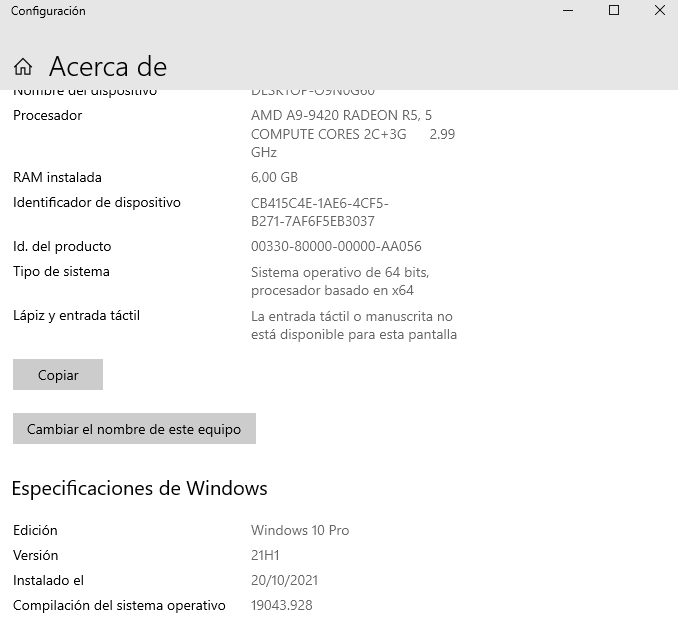 Configuración
Acerca de
Nombre del dispositivo DESKTOP-O9N0G60
Procesador AMD A9-9420 RADEON R5, 5
COMPUTE CORES 2C+3G 2.99
GHz
RAM instalada 6,00 GB
Identificador de dispositivo CB415C4E-1AE6-4CF5-
B271-7AF6F5EB3037
Id. del producto 00330-80000-00000-AA056
Tipo de sistema Sistema operativo de 64 bits,
procesador basado en x64
Lápiz y entrada táctil La entrada táctil o manuscrita no
está disponible para esta pantalla
Copiar
Cambiar el nombre de este equipo
Especificaciones de Windows
Edición Windows 10 Pro
Versión 21H1
Instalado el 20/10/2021
Compilación del sistema operativo 19043.928